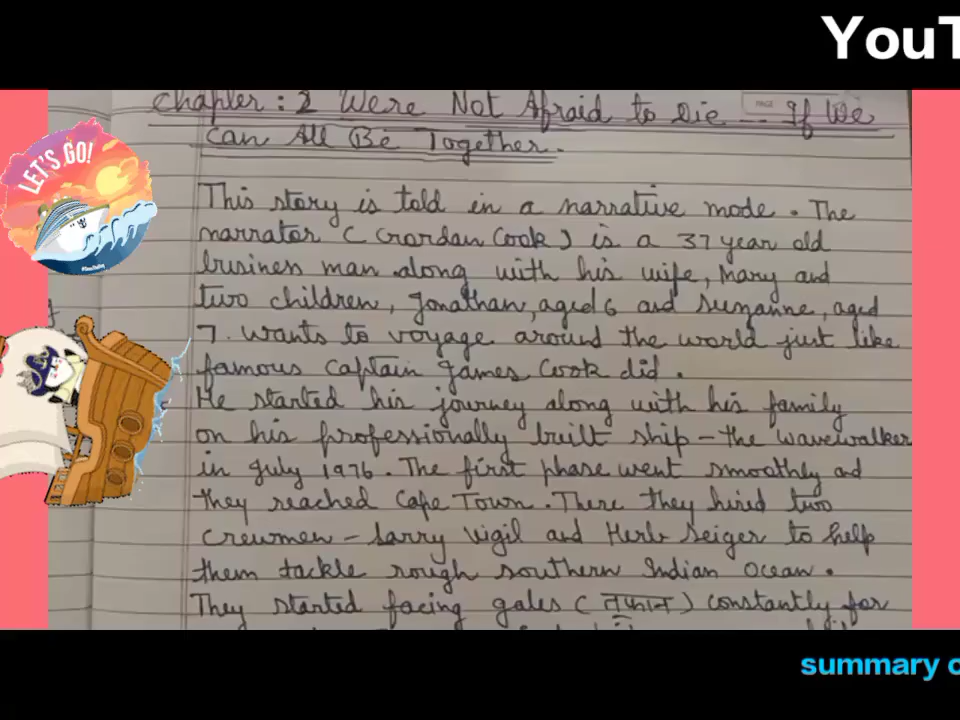 YouT
Chapter : 2 Were Not Afraid to Die ... If We
Can All Be Together.
PAGE
LET'S GO!
This story is told in a narrative mode. The
narrator ( Grordan Cook ) is a 37 year old
business man along with his wife, Mary and
two children, Jonathan, aged 6 and Suzanne, aged
7. wants to voyage around the world just like
famous captain James Cook did.
He started his journey along with his family
on his professionally built ship - the wavewalker
in July 1976. The first phase went smoothly and
they reached Cape Town. There they hired two
crewmen - Larry Vigil and Herb Seiger to help
them tackle rough southern Indian Ocean.
They started facing gales ( तूफान ) constantly for
summary o